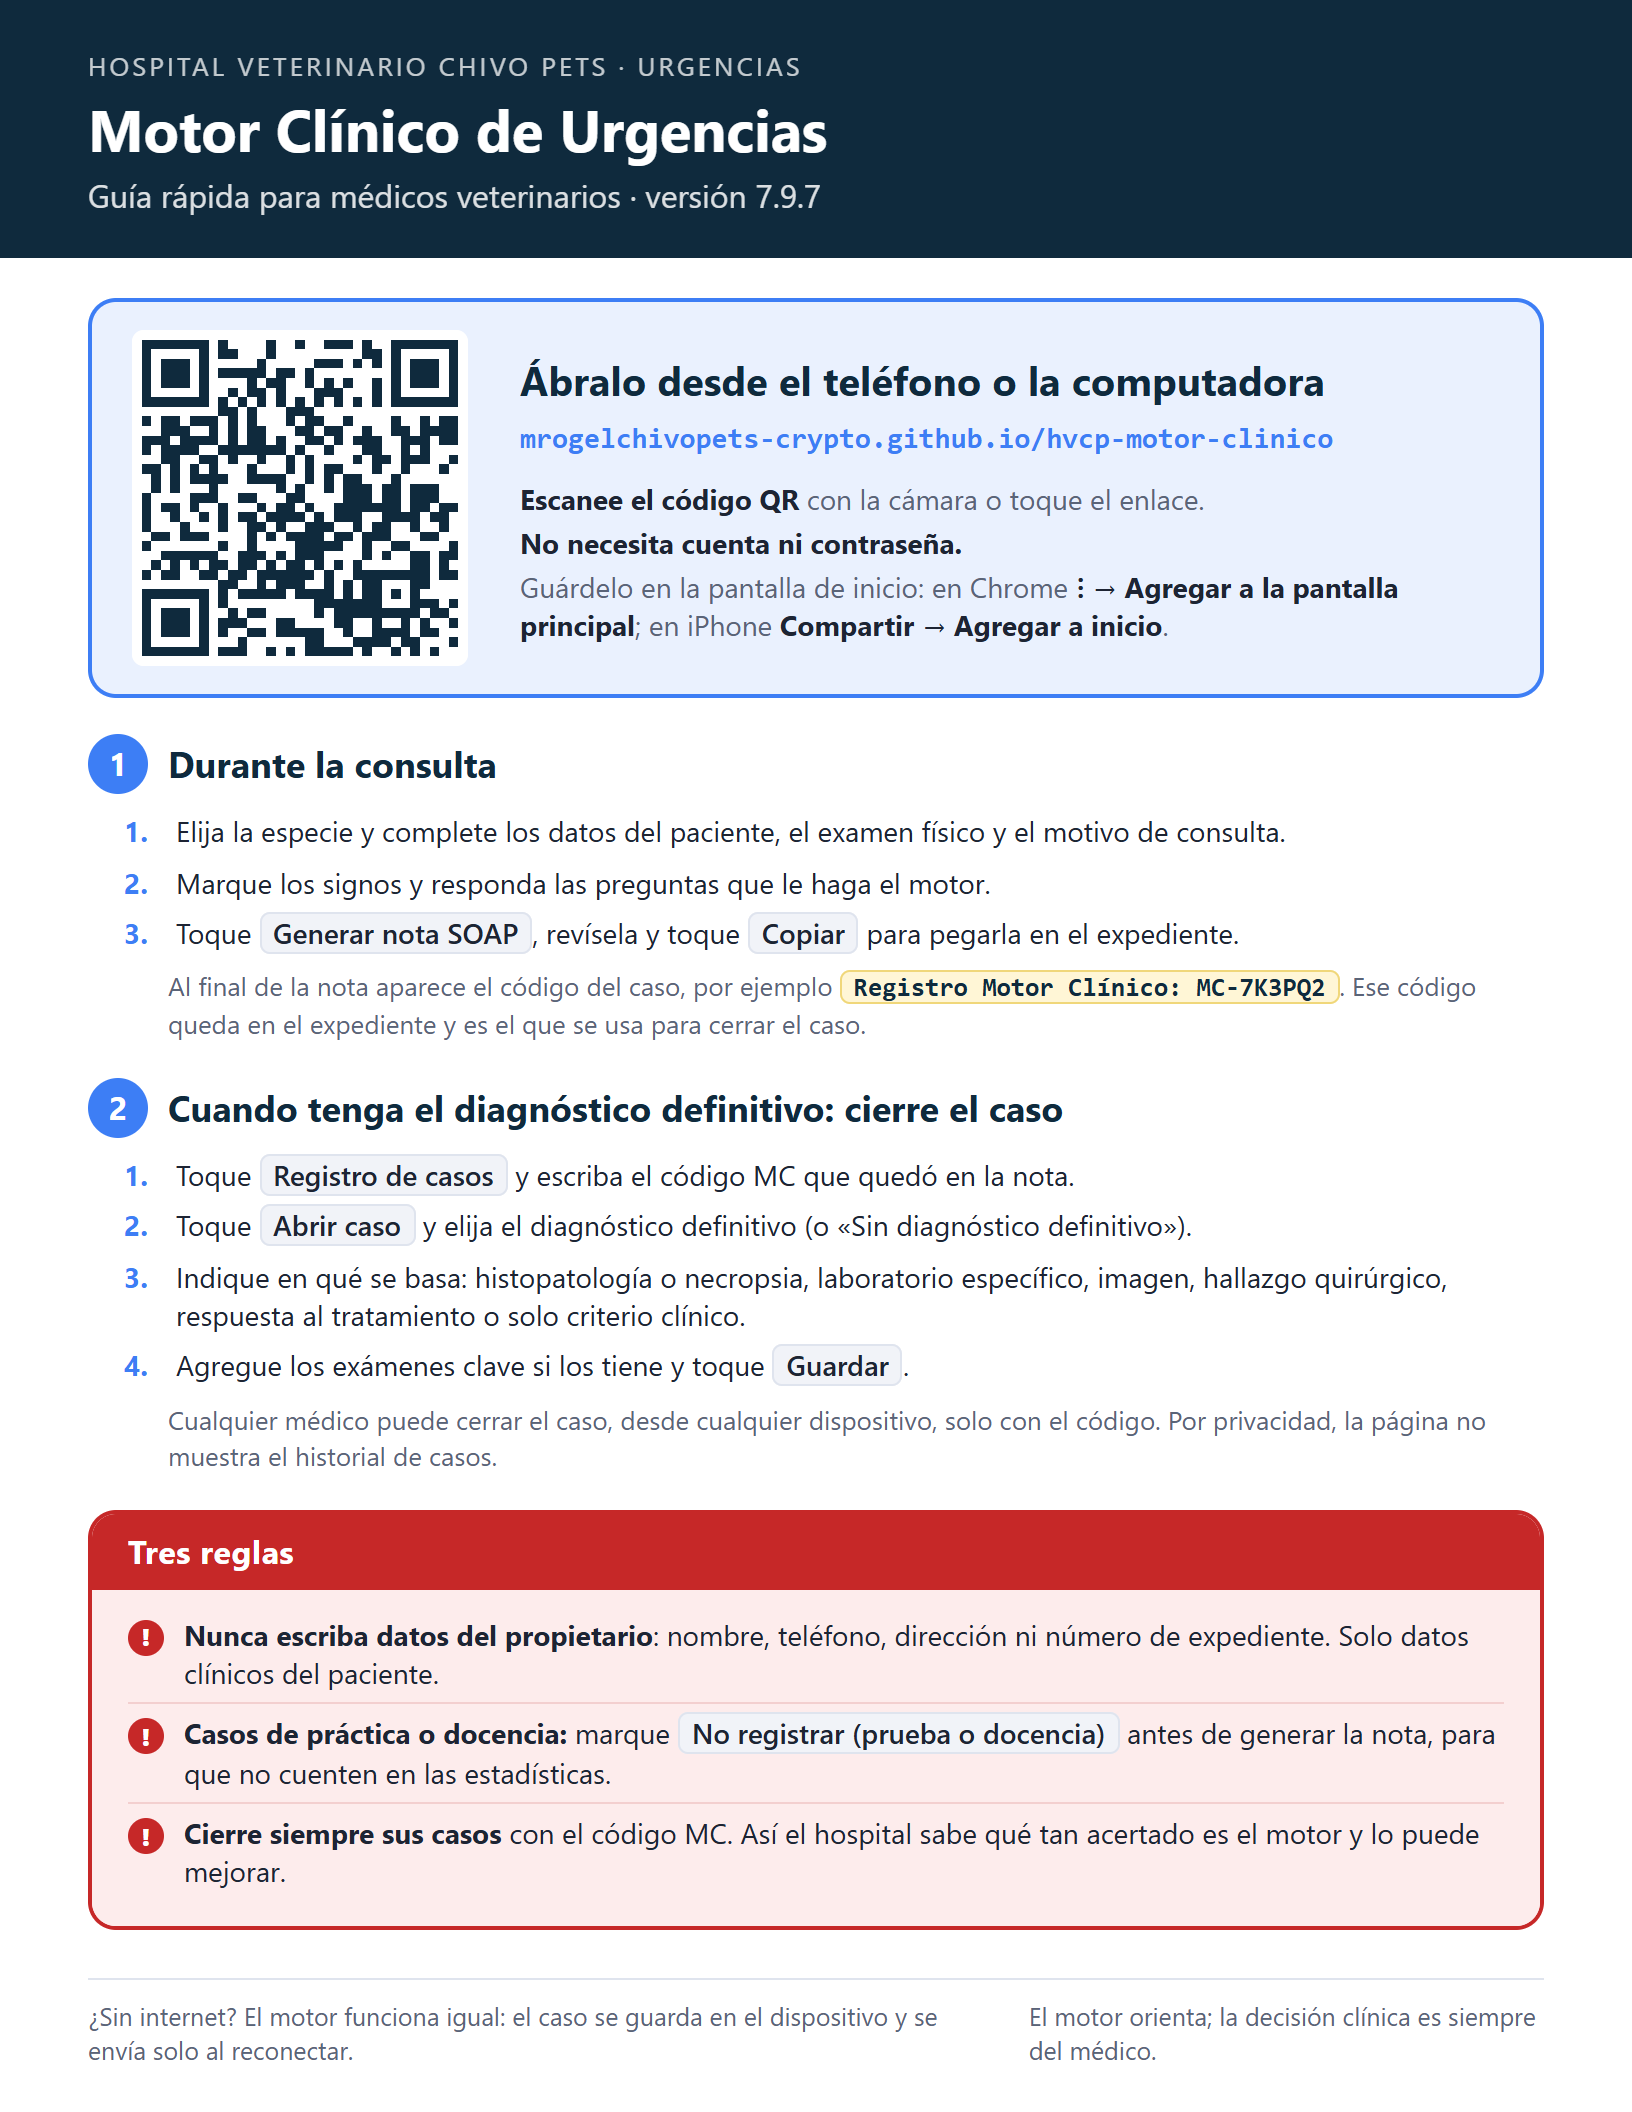 HOSPITAL VETERINARIO CHIVO PETS · URGENCIAS
Motor Clínico de Urgencias
Guía rápida para médicos veterinarios · versión 7.9.7
Ábralo desde el teléfono o la computadora
mrogelchivopets-crypto.github.io/hvcp-motor-clinico
Escanee el código QR con la cámara o toque el enlace.
No necesita cuenta ni contraseña.
Guárdelo en la pantalla de inicio: en Chrome ⋮ → Agregar a la pantalla
principal; en iPhone Compartir → Agregar a inicio.
1 Durante la consulta
1. Elija la especie y complete los datos del paciente, el examen físico y el motivo de consulta.
2. Marque los signos y responda las preguntas que le haga el motor.
3. Toque Generar nota SOAP, revísela y toque Copiar para pegarla en el expediente.
Al final de la nota aparece el código del caso, por ejemplo Registro Motor Clínico: MC-7K3PQ2. Ese código
queda en el expediente y es el que se usa para cerrar el caso.
2 Cuando tenga el diagnóstico definitivo: cierre el caso
1. Toque Registro de casos y escriba el código MC que quedó en la nota.
2. Toque Abrir caso y elija el diagnóstico definitivo (o «Sin diagnóstico definitivo»).
3. Indique en qué se basa: histopatología o necropsia, laboratorio específico, imagen, hallazgo quirúrgico,
respuesta al tratamiento o solo criterio clínico.
4. Agregue los exámenes clave si los tiene y toque Guardar.
Cualquier médico puede cerrar el caso, desde cualquier dispositivo, solo con el código. Por privacidad, la página no
muestra el historial de casos.
Tres reglas
! Nunca escriba datos del propietario: nombre, teléfono, dirección ni número de expediente. Solo datos
clínicos del paciente.
! Casos de práctica o docencia: marque No registrar (prueba o docencia) antes de generar la nota, para
que no cuenten en las estadísticas.
! Cierre siempre sus casos con el código MC. Así el hospital sabe qué tan acertado es el motor y lo puede
mejorar.
¿Sin internet? El motor funciona igual: el caso se guarda en el dispositivo y se
envía solo al reconectar.
El motor orienta; la decisión clínica es siempre
del médico.